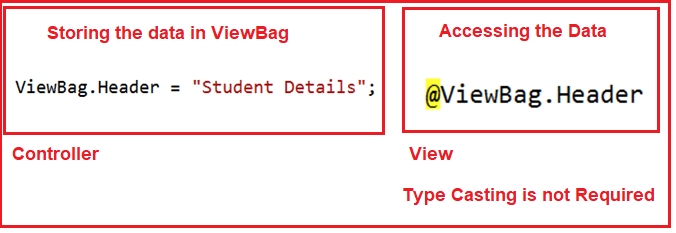 Storing the data in ViewBag
ViewBag.Header = "Student Details";
Controller
Accessing the Data
@ViewBag.Header
View
Type Casting is not Required